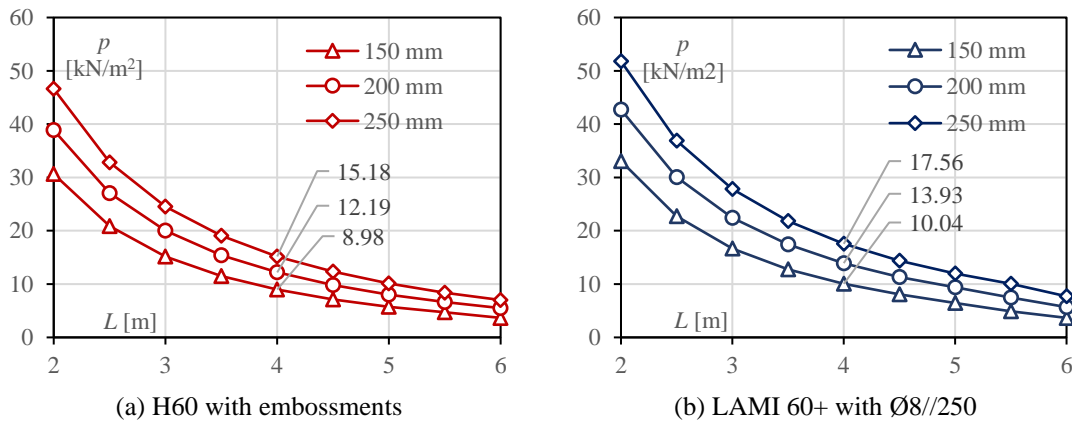 60
50
40
30
20
10
0
p
[kN/m²]
150 mm
200 mm
250 mm
15.18
12.19
8.98
L [m]
2 3 4 5 6
(a) H60 with embossments
60
50
40
30
20
10
0
p
[kN/m2]
150 mm
200 mm
250 mm
17.56
13.93
10.04
L [m]
2 3 4 5 6
(b) LAMI 60+ with Ø8//250